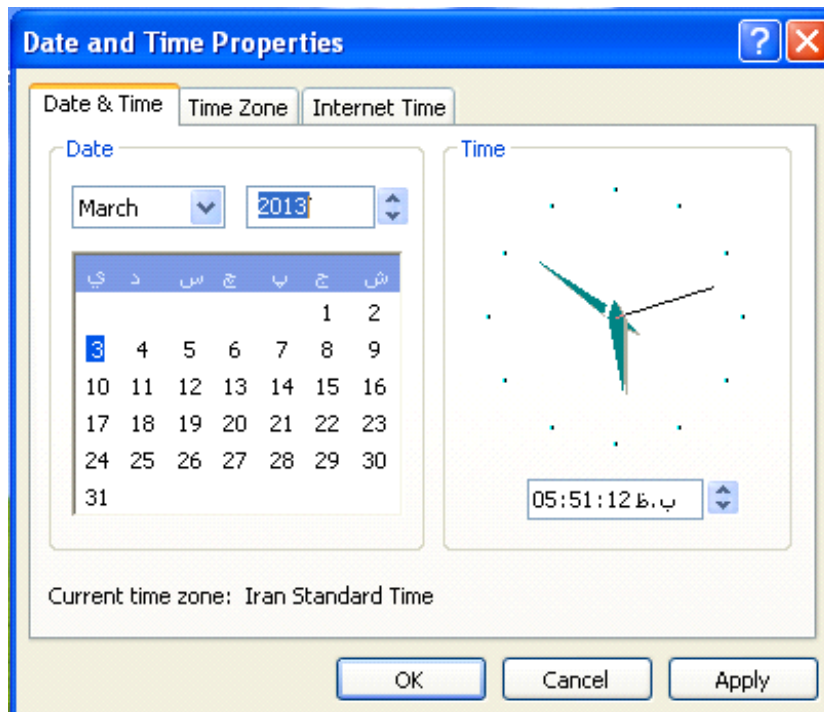 Date and Time Properties
Date & Time Time Zone Internet Time
Date
Time
March 2013
ي د س چ پ ج ش
1 2
3 4 5 6 7 8 9
10 11 12 13 14 15 16
17 18 19 20 21 22 23
24 25 26 27 28 29 30
31
05:51:12 ب.ظ
Current time zone: Iran Standard Time
OK Cancel Apply